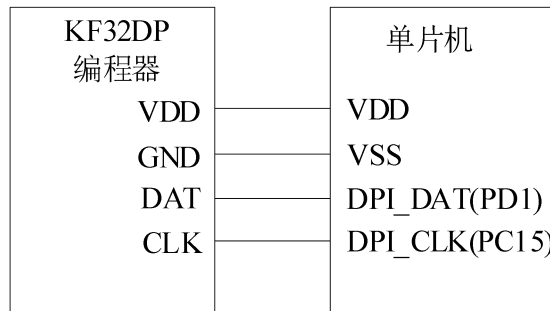 KF32DP
编程器
VDD
GND
DAT
CLK
单片机
VDD
VSS
DPI_DAT(PD1)
DPI_CLK(PC15)